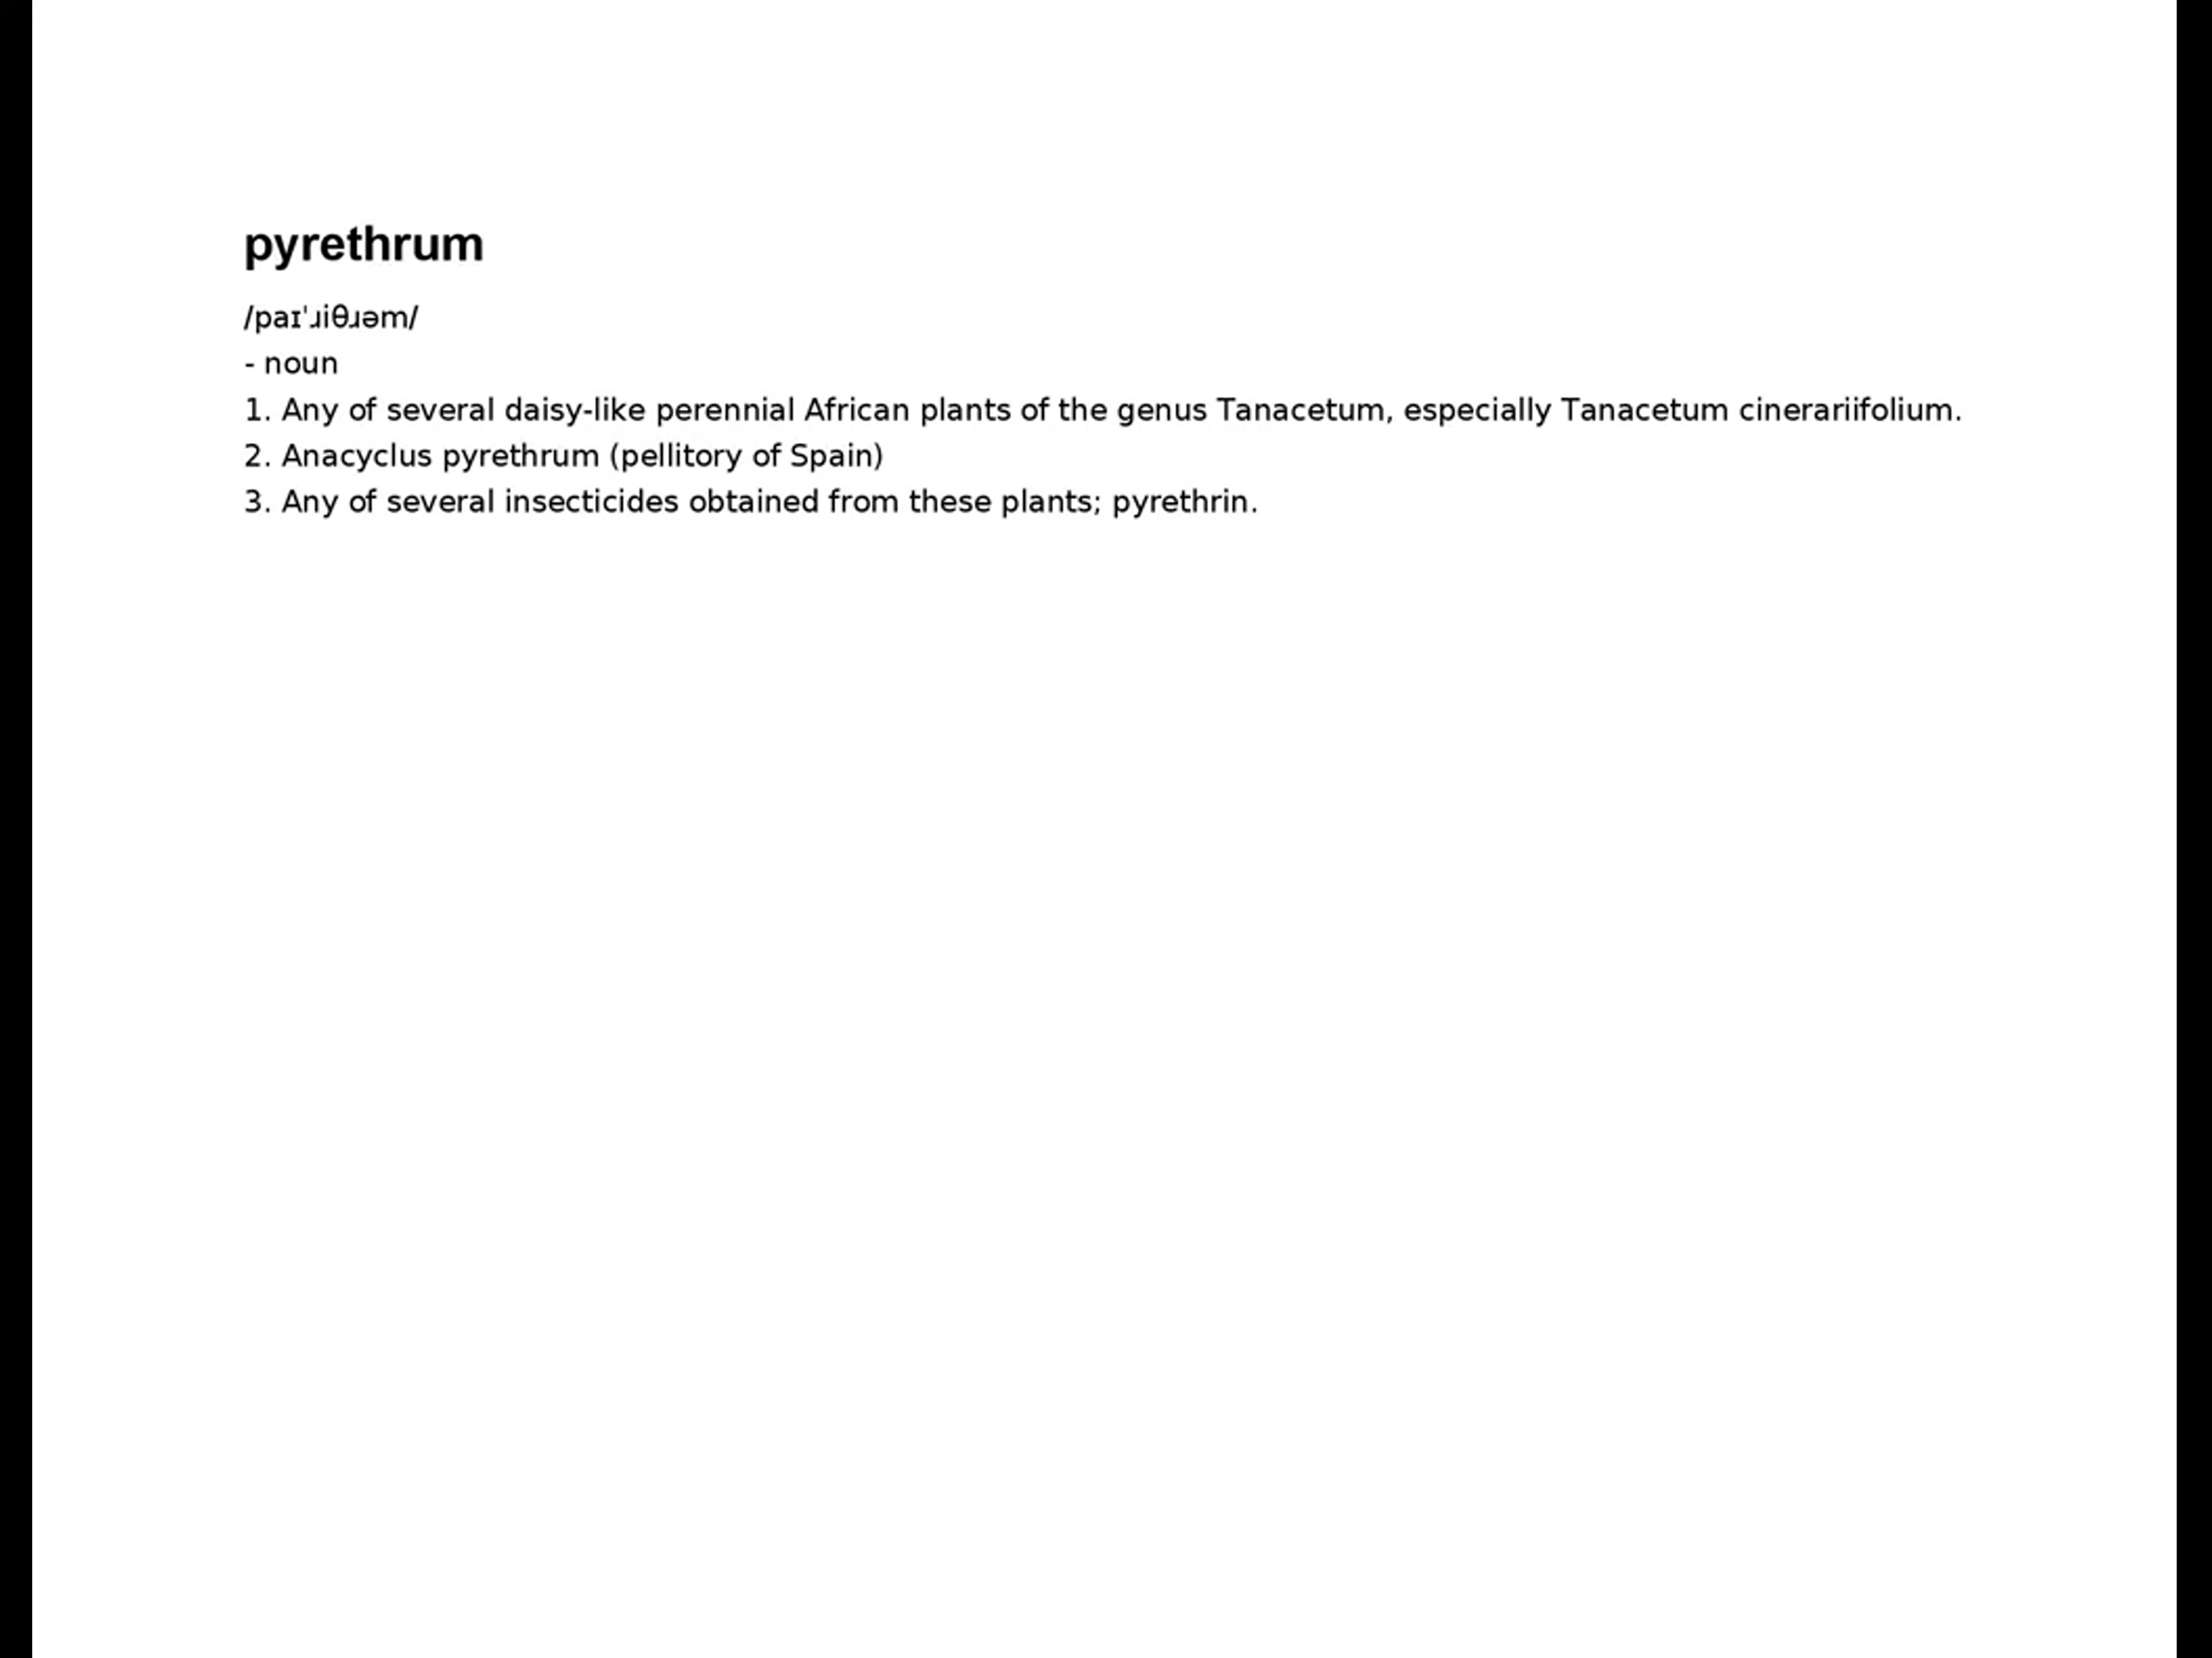 pyrethrum
/paɪˈɹiθɹəm/
- noun
1. Any of several daisy-like perennial African plants of the genus Tanacetum, especially Tanacetum cinerariifolium.
2. Anacyclus pyrethrum (pellitory of Spain)
3. Any of several insecticides obtained from these plants; pyrethrin.